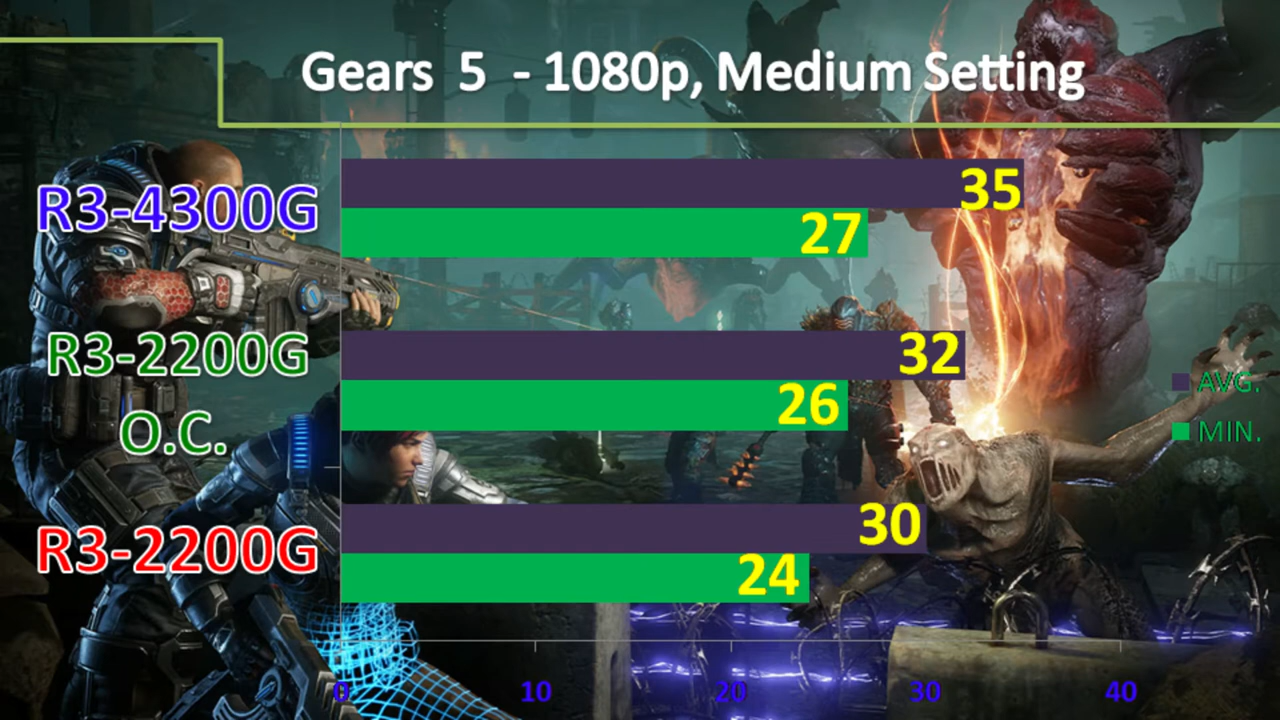 Gears 5 - 1080p, Medium Setting
R3-4300G
35
27
R3-2200G
O.C.
32
26
AVG.
MIN.
R3-2200G
30
24
0 10 20 30 40